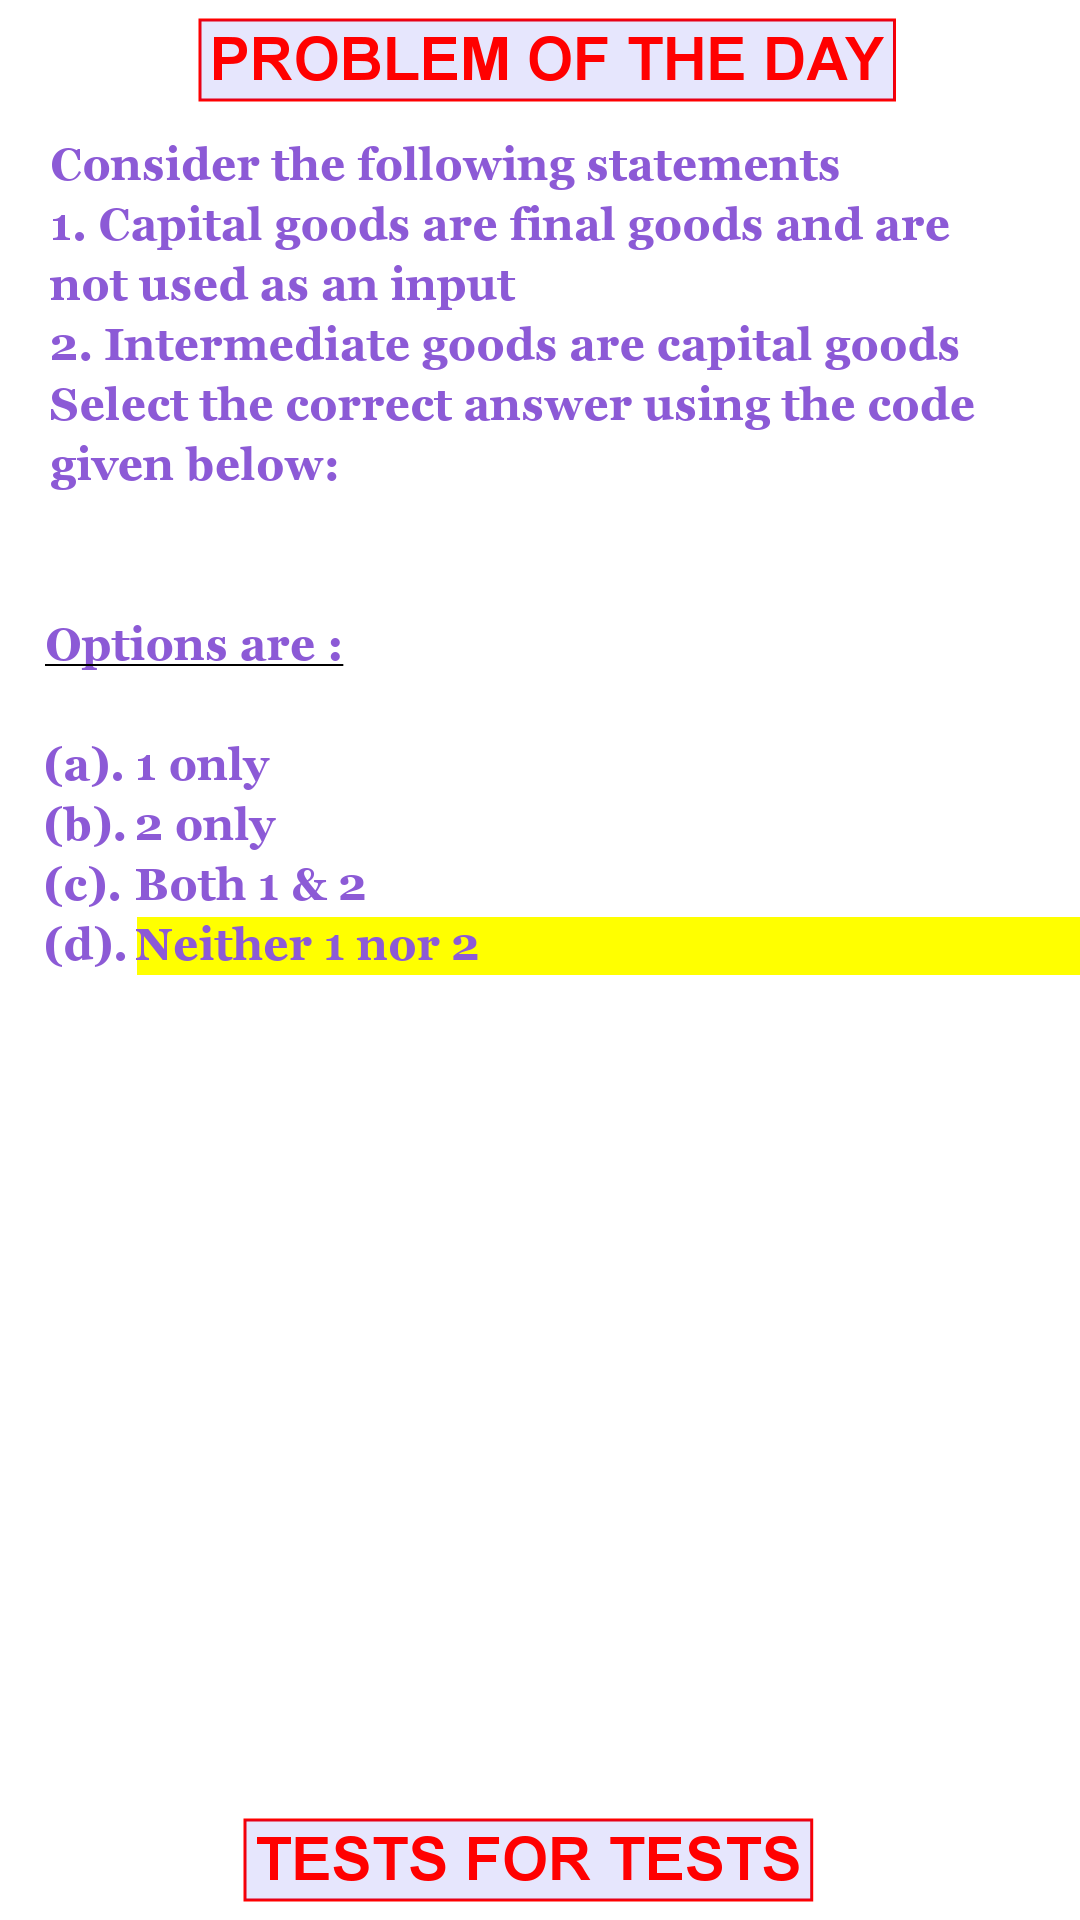 PROBLEM OF THE DAY
Consider the following statements
1. Capital goods are final goods and are
not used as an input
2. Intermediate goods are capital goods
Select the correct answer using the code
given below:
Options are :
(a). 1 only
(b). 2 only
(c). Both 1 & 2
(d). Neither 1 nor 2
TESTS FOR TESTS